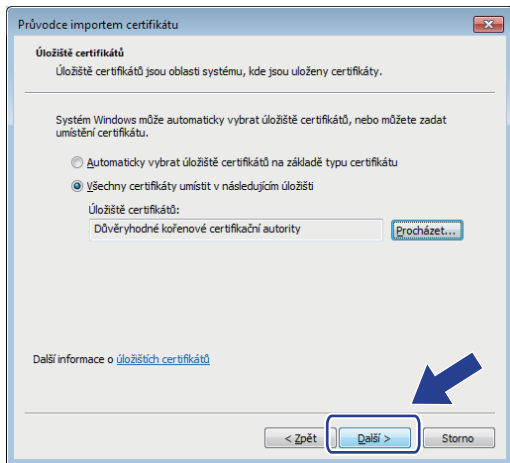 Průvodce importem certifikátu
Úložiště certifikátů
Úložiště certifikátů jsou oblasti systému, kde jsou uloženy certifikáty.
Systém Windows může automaticky vybrat úložiště certifikátů, nebo můžete zadat
umístění certifikátu.
Automaticky vybrat úložiště certifikátů na základě typu certifikátu
Všechny certifikáty umístit v následujícím úložišti
Úložiště certifikátů:
Důvěryhodné kořenové certifikační autority
Procházet...
Další informace o úložištích certifikátů
< Zpět
Další >
Storno